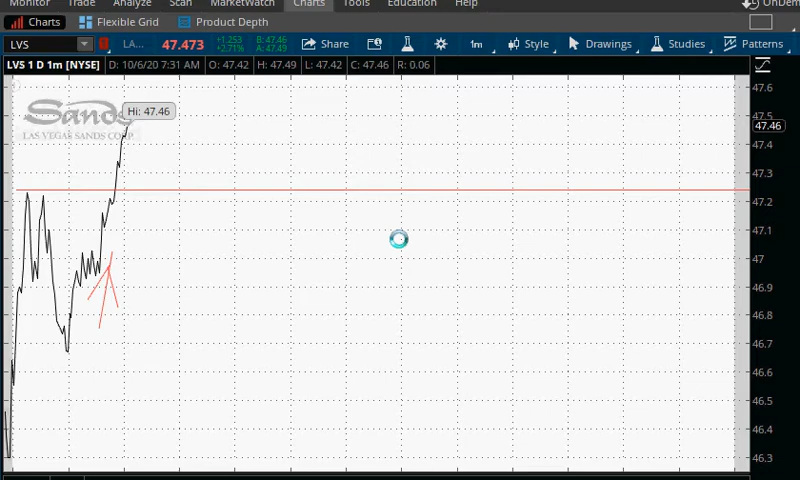 Monitor Trade Analyze Scan MarketWatch Charts Tools Education Help OnDem
Charts Flexible Grid Product Depth
LVS LA... 47.473 +1.253 +2.71% B: 47.46 A: 47.49 Share 1m Style Drawings Studies Patterns
LVS 1 D 1m [NYSE] D: 10/6/20 7:31 AM O: 47.42 H: 47.49 L: 47.42 C: 47.46 R: 0.06
Sands
LAS VEGAS SANDS CORP.
Hi: 47.46
47.6
47.5
47.46
47.4
47.3
47.2
47.1
47
46.9
46.8
46.7
46.6
46.5
46.4
46.3